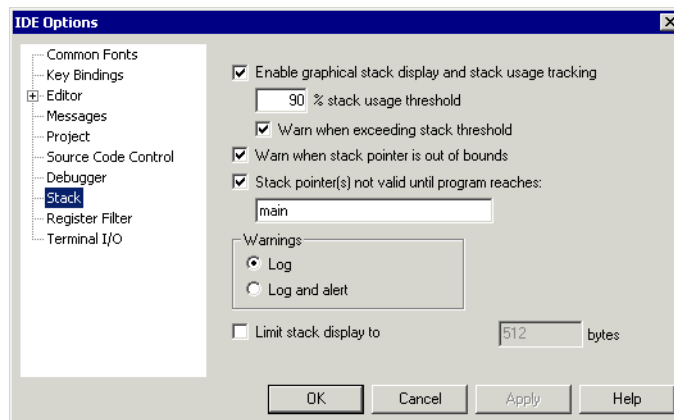 IDE Options
Common Fonts
Key Bindings
Editor
Messages
Project
Source Code Control
Debugger
Stack
Register Filter
Terminal I/O
Enable graphical stack display and stack usage tracking
90 % stack usage threshold
Warn when exceeding stack threshold
Warn when stack pointer is out of bounds
Stack pointer(s) not valid until program reaches:
main
Warnings
Log
Log and alert
Limit stack display to 512 bytes
OK Cancel Apply Help